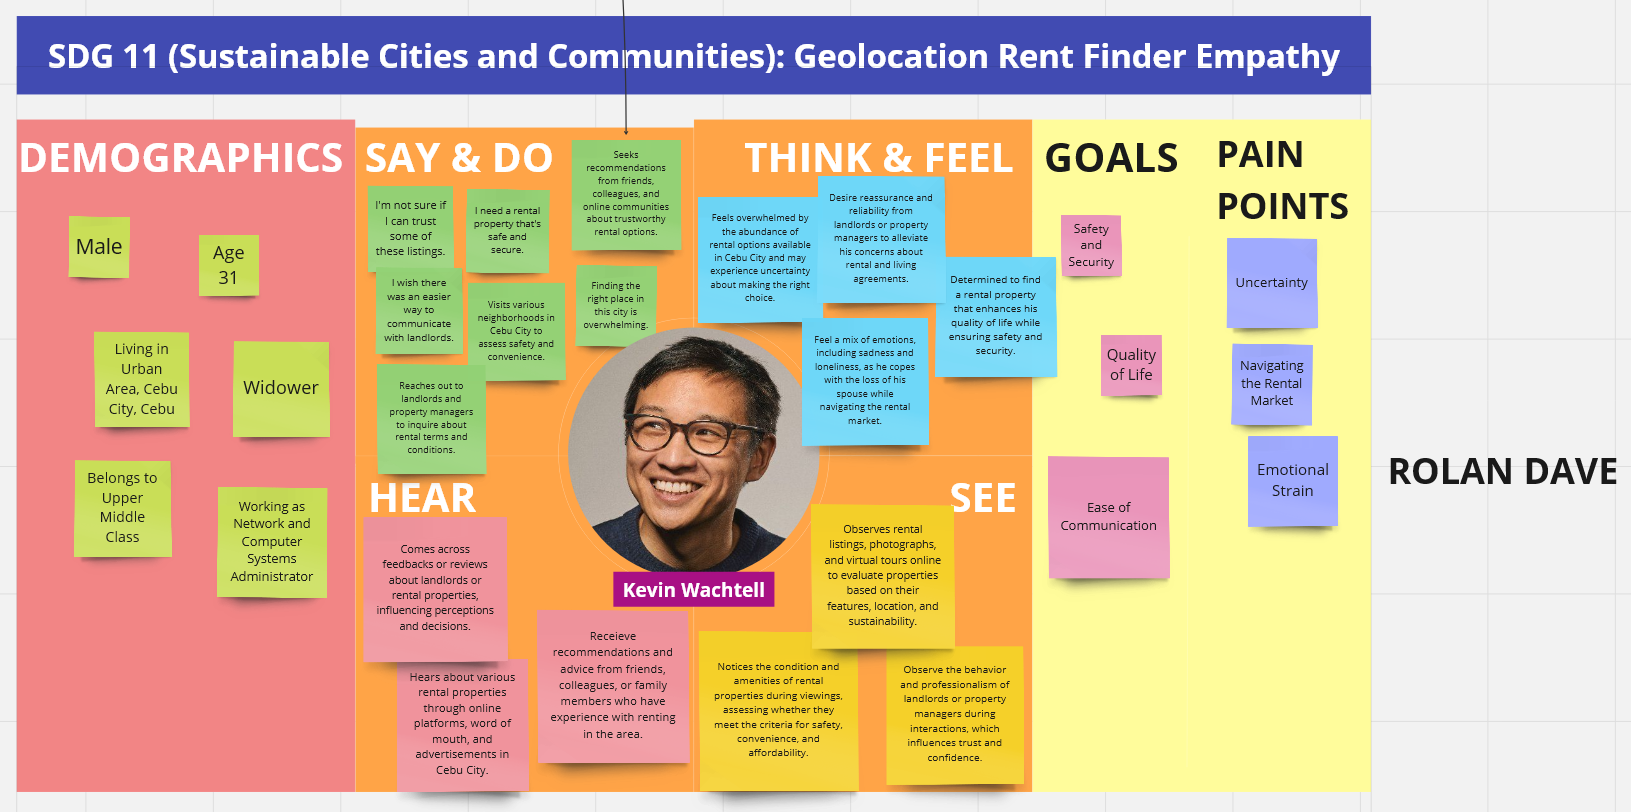 SDG 11 (Sustainable Cities and Communities): Geolocation Rent Finder Empathy
DEMOGRAPHICS
Male
Age
31
Living in
Urban
Area, Cebu
City, Cebu
Widower
Belongs to
Upper
Middle
Class
Working as
Network and
Computer
Systems
Administrator
SAY & DO
I'm not sure if
I can trust
some of
these listings.
I need a rental
property that's
safe and
secure.
Seeks
recommendations
from friends,
colleagues, and
online communities
about trustworthy
rental options.
I wish there
was an easier
way to
communicate
with landlords.
Visits various
neighborhoods in
Cebu City to
assess safety and
convenience.
Finding the
right place in
this city is
overwhelming.
Reaches out to
landlords and
property managers
to inquire about
rental terms and
conditions.
THINK & FEEL
Feels overwhelmed by
the abundance of
rental options available
in Cebu City and may
experience uncertainty
about making the right
choice.
Desire reassurance and
reliability from
landlords or property
managers to alleviate
his concerns about
rental and living
agreements.
Determined to find
a rental property
that enhances his
quality of life while
ensuring safety and
security.
Feel a mix of emotions,
including sadness and
loneliness, as he copes
with the loss of his
spouse while
navigating the rental
market.
HEAR
Comes across
feedbacks or reviews
about landlords or
rental properties,
influencing perceptions
and decisions.
Hears about various
rental properties
through online
platforms, word of
mouth, and
advertisements in
Cebu City.
Receieve
recommendations and
advice from friends,
colleagues, or family
members who have
experience with renting
in the area.
Kevin Wachtell
SEE
Observes rental
listings, photographs,
and virtual tours online
to evaluate properties
based on their
features, location, and
sustainability.
Notices the condition and
amenities of rental
properties during viewings,
assessing whether they
meet the criteria for safety,
convenience, and
affordability.
Observe the behavior
and professionalism of
landlords or property
managers during
interactions, which
influences trust and
confidence.
GOALS
Safety
and
Security
Quality
of Life
Ease of
Communication
PAIN
POINTS
Uncertainty
Navigating
the Rental
Market
Emotional
Strain
ROLAN DAVE